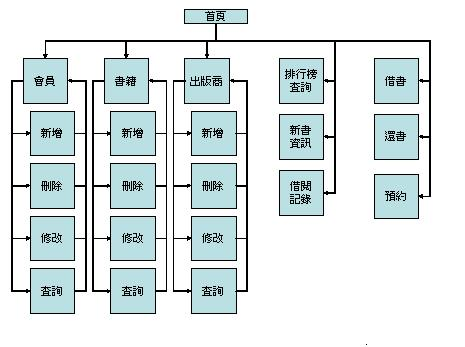 首頁
會員
新增
刪除
修改
查詢
書籍
新增
刪除
修改
查詢
出版商
新增
刪除
修改
查詢
排行榜
查詢
新書
資訊
借閱
記錄
借書
還書
預約